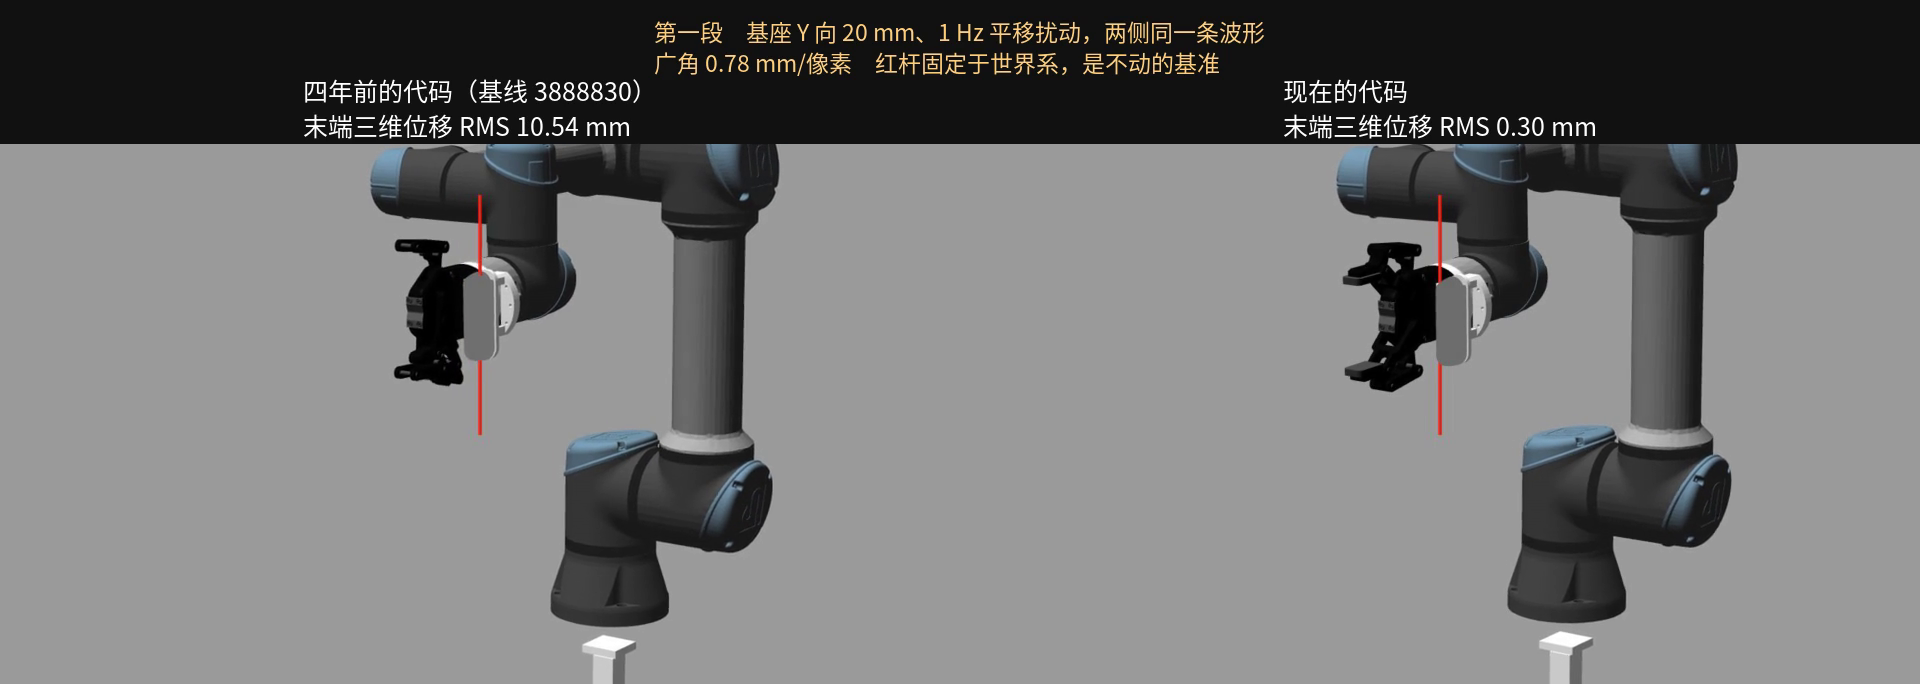 第一段　基座 Y 向 20 mm、1 Hz 平移扰动，两侧同一条波形
广角 0.78 mm/像素　红杆固定于世界系，是不动的基准
四年前的代码（基线 3888830）
末端三维位移 RMS 10.54 mm
现在的代码
末端三维位移 RMS 0.30 mm